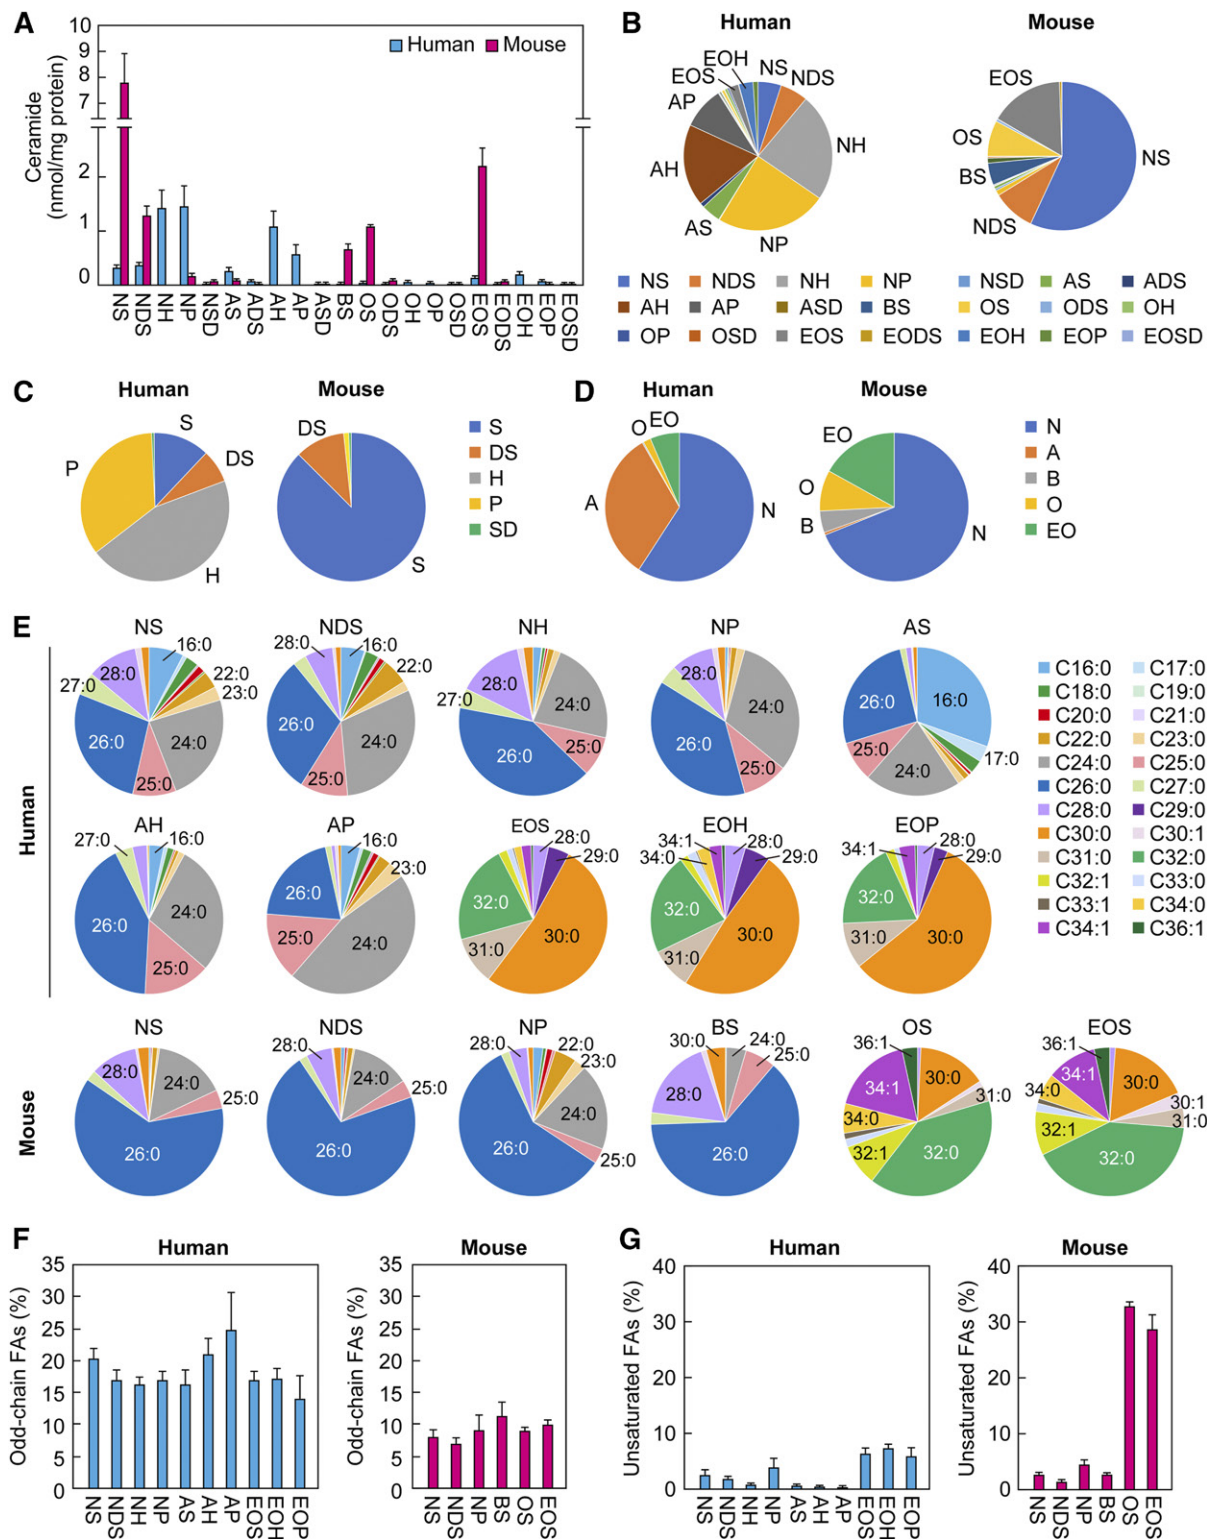 A
Human
Mouse
Ceramide
(nmol/mg protein)
10
9
8
7
2
1
0
NS
NDS
NH
NP
NSD
AS
ADS
AH
AP
ASD
BS
OS
ODS
OH
OP
OSD
EOS
EODS
EOH
EOP
EOSD
B
Human
Mouse
EOH
NS
NDS
EOS
AP
NH
AH
AS
NP
EOS
OS
BS
NDS
NS
NS NDS NH NP NSD AS ADS
AH AP ASD BS OS ODS OH
OP OSD EOS EODS EOH EOP EOSD
C
Human
Mouse
S
DS
P
H
DS
S
S
DS
H
P
SD
D
Human
Mouse
O
EO
A
N
EO
O
B
N
N
A
B
O
EO
E
Human
NS
28:0
16:0
22:0
23:0
27:0
26:0
24:0
25:0
NDS
28:0
16:0
22:0
26:0
24:0
25:0
NH
28:0
27:0
24:0
26:0
25:0
NP
28:0
24:0
26:0
25:0
AS
26:0
16:0
25:0
24:0
17:0
AH
27:0
16:0
24:0
26:0
25:0
AP
16:0
23:0
26:0
25:0
24:0
EOS
28:0
29:0
32:0
31:0
30:0
EOH
34:1
28:0
34:0
29:0
32:0
31:0
30:0
EOP
34:1
28:0
29:0
32:0
31:0
30:0
Mouse
NS
28:0
24:0
25:0
26:0
NDS
28:0
24:0
25:0
26:0
NP
28:0
22:0
23:0
24:0
26:0
25:0
BS
30:0
24:0
25:0
28:0
26:0
OS
36:1
34:1
30:0
31:0
34:0
32:1
32:0
EOS
36:1
34:1
30:0
34:0
30:1
31:0
32:1
32:0
C16:0 C17:0
C18:0 C19:0
C20:0 C21:0
C22:0 C23:0
C24:0 C25:0
C26:0 C27:0
C28:0 C29:0
C30:0 C30:1
C31:0 C32:0
C32:1 C33:0
C33:1 C34:0
C34:1 C36:1
F
Human
Odd-chain FAs (%)
35
30
25
20
15
10
5
0
NS
NDS
NH
NP
AS
AH
AP
EOS
EOH
EOP
Mouse
Odd-chain FAs (%)
35
30
25
20
15
10
5
0
NS
NDS
NP
BS
OS
EOS
G
Human
Unsaturated FAs (%)
40
30
20
10
0
NS
NDS
NH
NP
AS
AH
AP
EOS
EOH
EOP
Mouse
Unsaturated FAs (%)
40
30
20
10
0
NS
NDS
NP
BS
OS
EOS